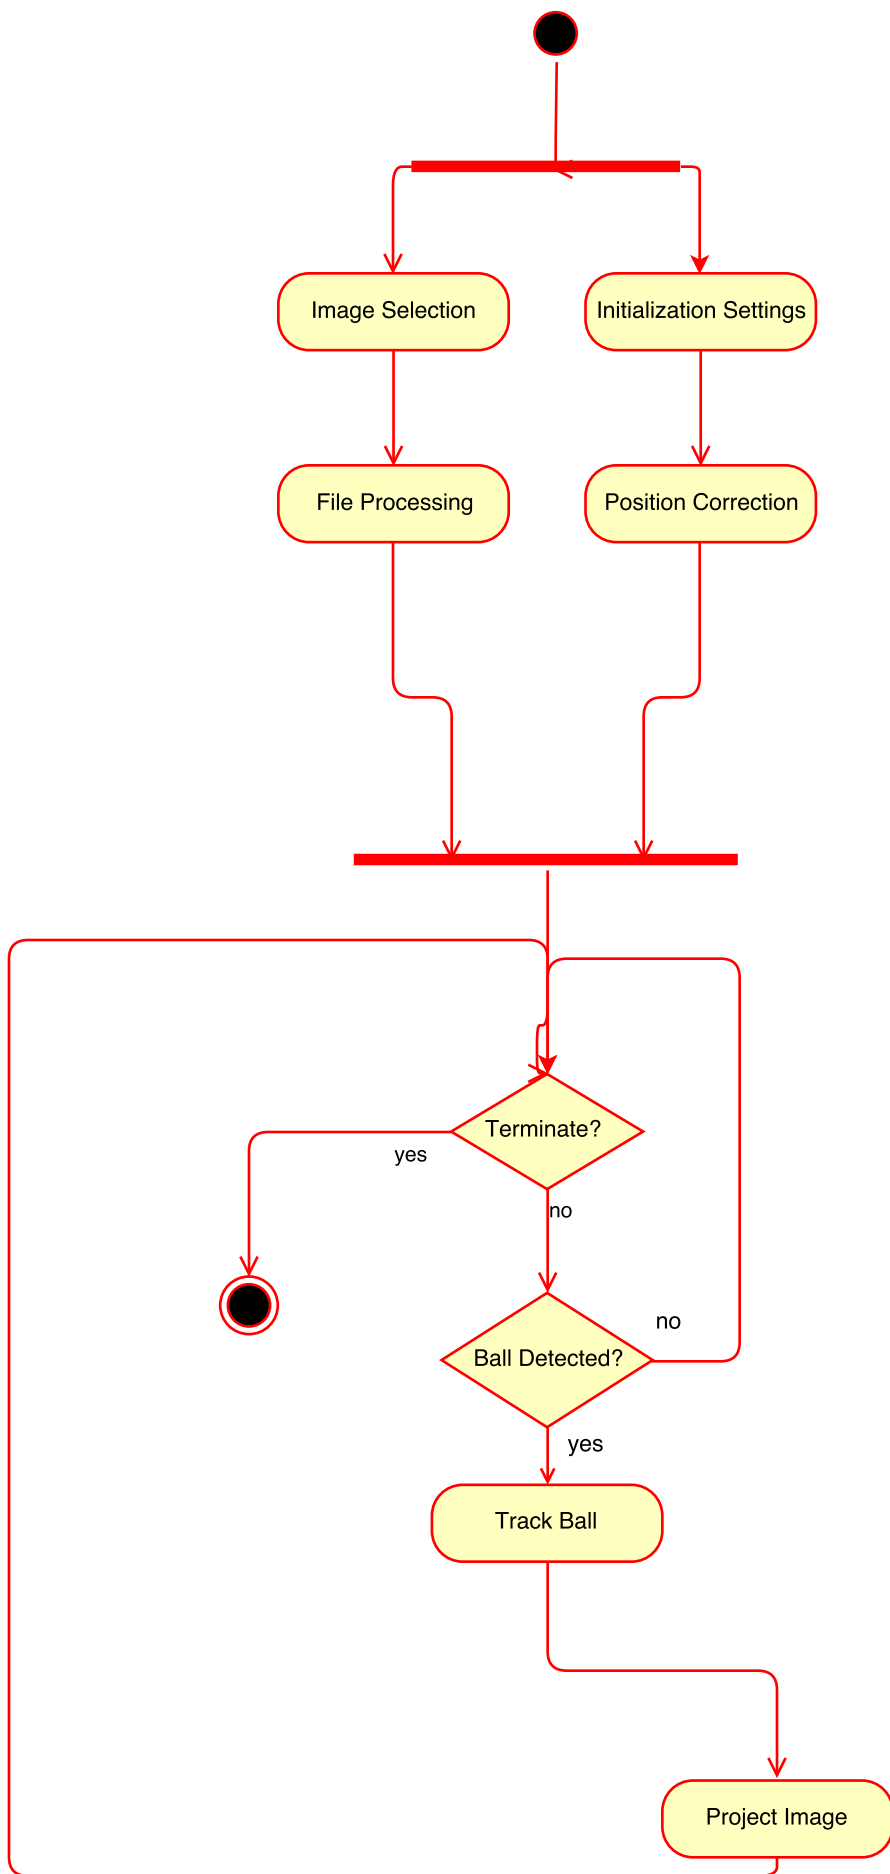 Image Selection
Initialization Settings
File Processing
Position Correction
Terminate?
yes
no
Ball Detected?
no
yes
Track Ball
Project Image